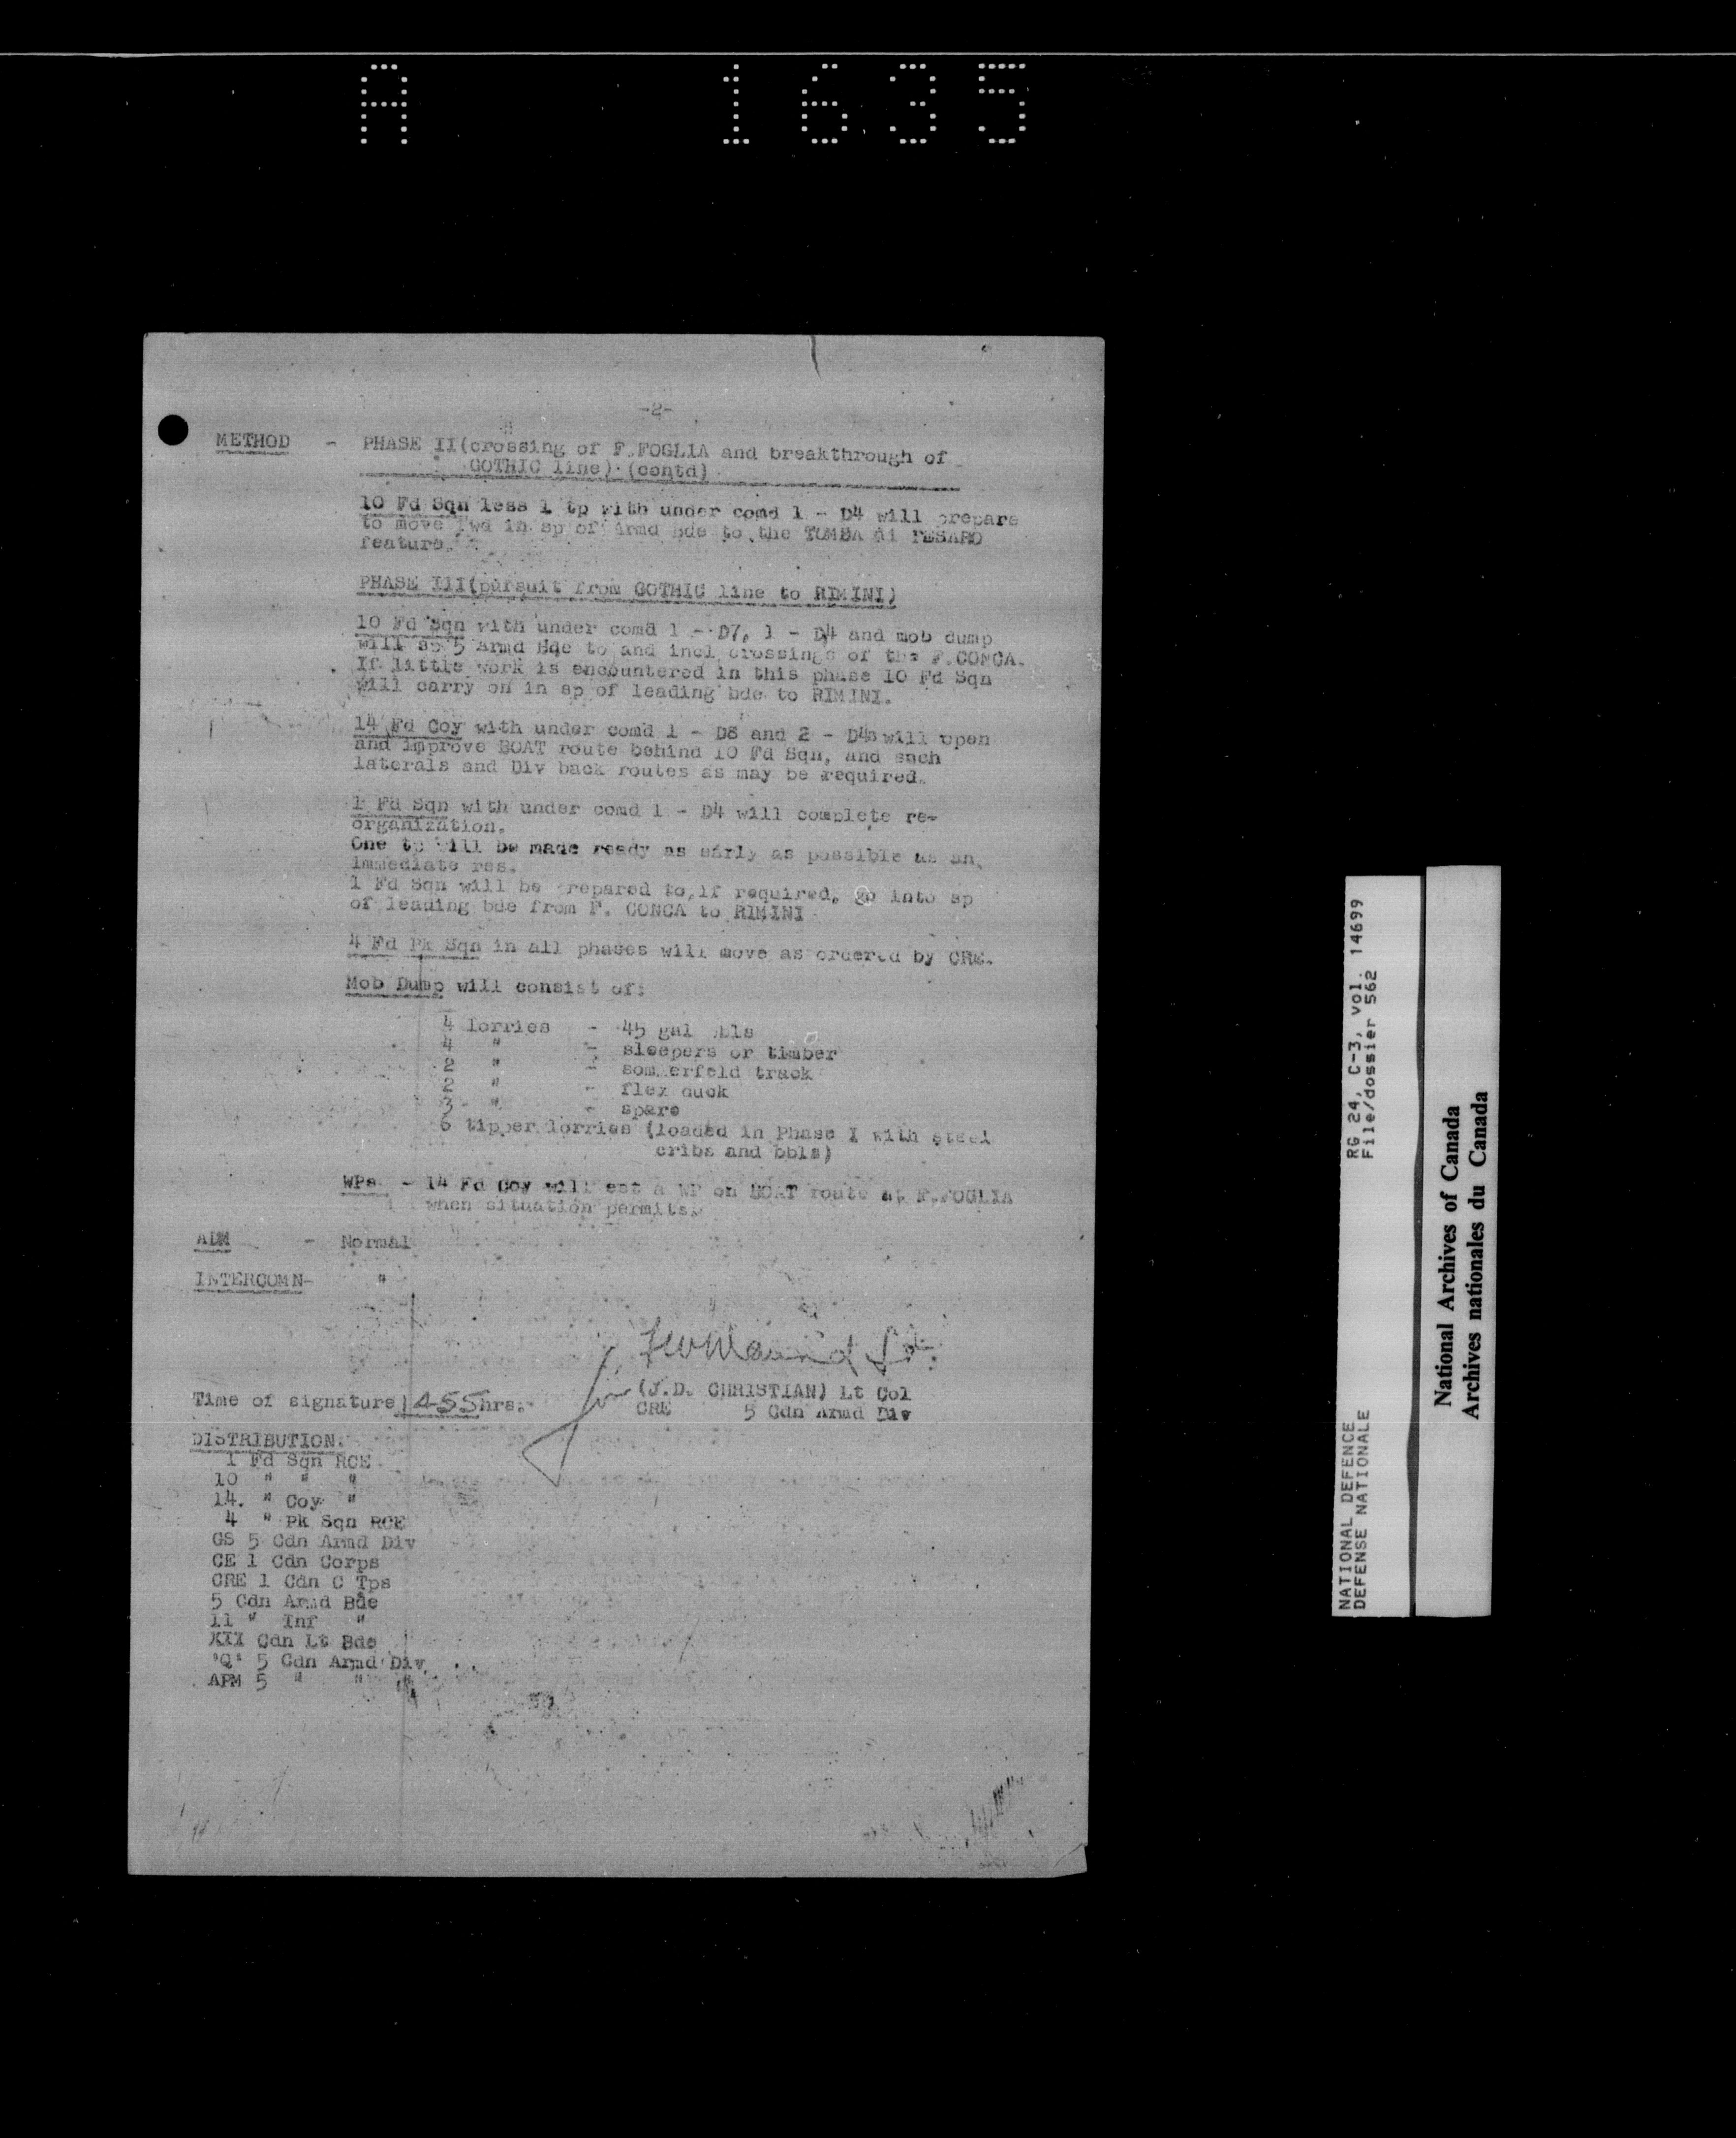 A 1635
-2-
METHOD - PHASE II(crossing of F.FOGLIA and breakthrough of
GOTHIC line) (contd)
10 Fd Sqn less 1 tp with under comd 1 - D4 will prepare
to move fwd in sp of Armd Bde to the TOMBA di PESARO
feature.
PHASE III(pursuit from GOTHIC line to RIMINI)
10 Fd Sqn with under comd 1 - D7, 1 - D4 and mob dump
will sp 5 Armd Bde to and incl crossings of the F.CONCA.
If little work is encountered in this phase 10 Fd Sqn
will carry on in sp of leading bde to RIMINI.
14 Fd Coy with under comd 1 - D8 and 2 - D4s will open
and improve BOAT route behind 10 Fd Sqn, and such
laterals and Div back routes as may be required.
1 Fd Sqn with under comd 1 - D4 will complete re-
organization.
One tp will be made ready as early as possible as an
immediate res.
1 Fd Sqn will be prepared to,if required, go into sp
of leading bde from F. CONCA to RIMINI
4 Fd Pk Sqn in all phases will move as ordered by CRE.
Mob Dump will consist of:
4 lorries - 45 gal bbls
4 " - sleepers or timber
2 " - sommerfeld track
2 " - flex duck
3 " - spare
6 tipper lorries (loaded in Phase I with steel
cribs and bbls)
WPs - 14 Fd Coy will est a WP on BOAT route at F.FOGLIA
when situation permits.
ADM - Normal
INTERCOMN- "
for (J.D. CHRISTIAN) Lt Col
CRE 5 Cdn Armd Div
Time of signature 1455hrs.
DISTRIBUTION.
1 Fd Sqn RCE
10 " " "
14. " Coy "
4 " Pk Sqn RCE
GS 5 Cdn Armd Div
CE 1 Cdn Corps
CRE 1 Cdn C Tps
5 Cdn Armd Bde
11 " Inf "
XII Cdn Lt Bde
'Q' 5 Cdn Armd Div
APM 5 " " "
NATIONAL DEFENCE RG 24, C-3, vol. 14699
DEFENSE NATIONALE File/dossier 562
National Archives of Canada
Archives nationales du Canada